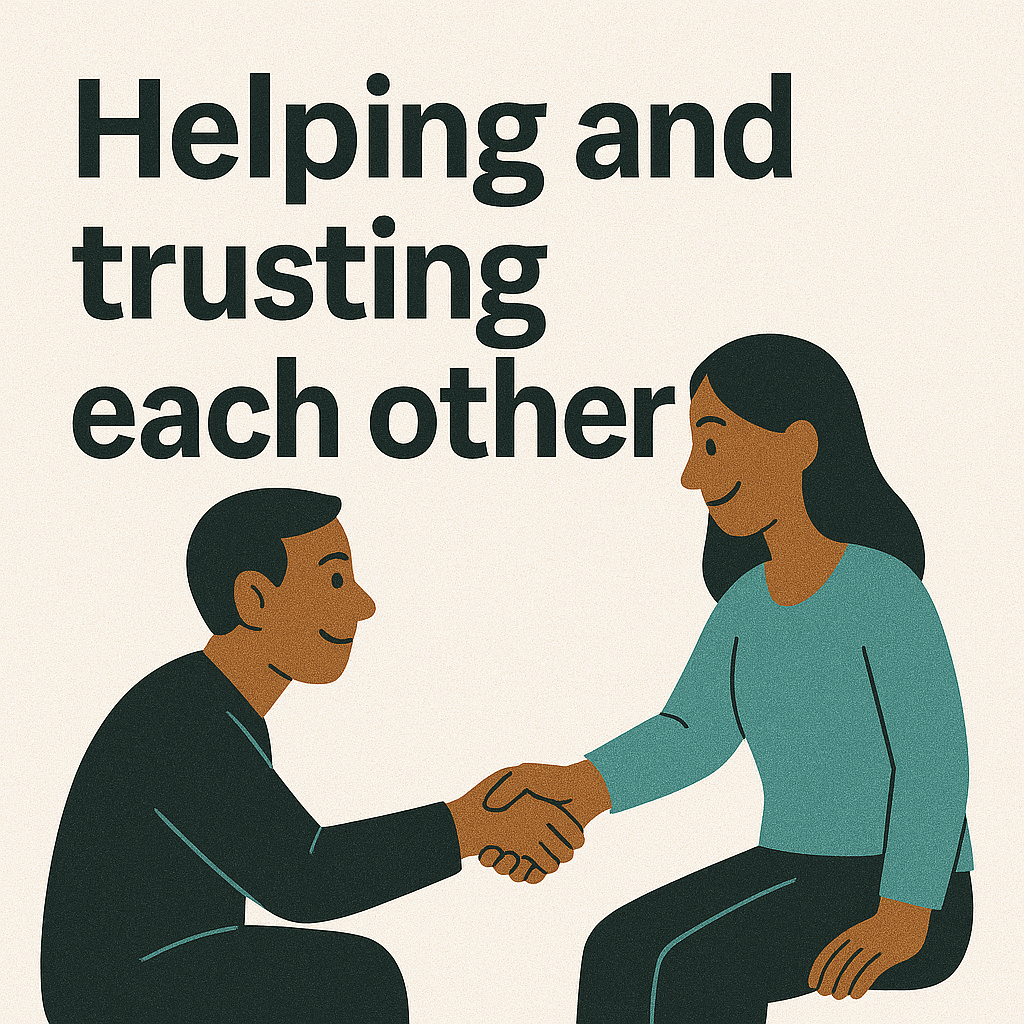 Helping and
trusting
each other